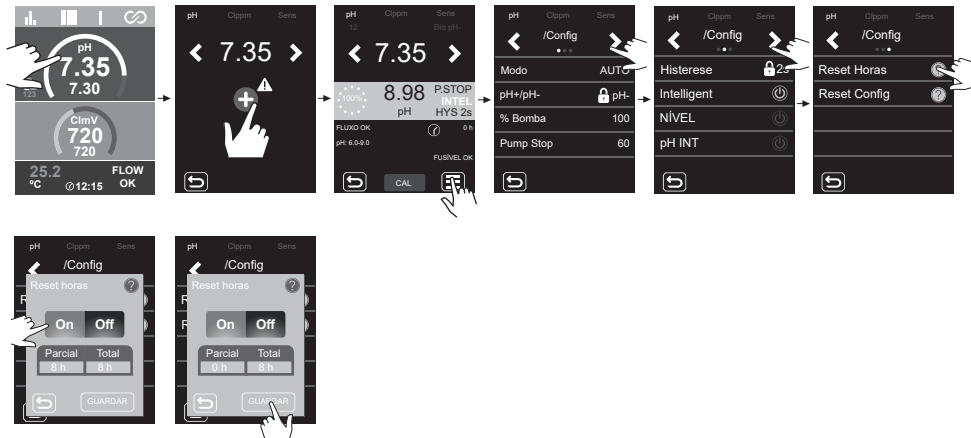 pH
7.35
7.30
123
ClmV
720
720
25.2
ºC
12:15
FLOW
OK
pH Clppm Sens
7.35
pH Clppm Sens
12 Bio pH-
7.35
100%
8.98
pH
P.STOP
INTEL
HYS 2s
FLUXO OK
0 h
pH: 6.0-9.0
FUSÍVEL OK
CAL
pH Clppm Sens
/Config
Modo AUTO
pH+/pH- pH-
% Bomba 100
Pump Stop 60
pH Clppm Sens
/Config
Histerese 2s
Intelligent
NÍVEL
pH INT
pH Clppm Sens
/Config
Reset Horas
Reset Config ?
pH Clppm Sens
/Config
Reset horas ?
R
On Off
Parcial Total
8 h 8 h
GUARDAR
pH Clppm Sens
/Config
Reset horas ?
R
R
On Off
Parcial Total
0 h 8 h
GUARDAR